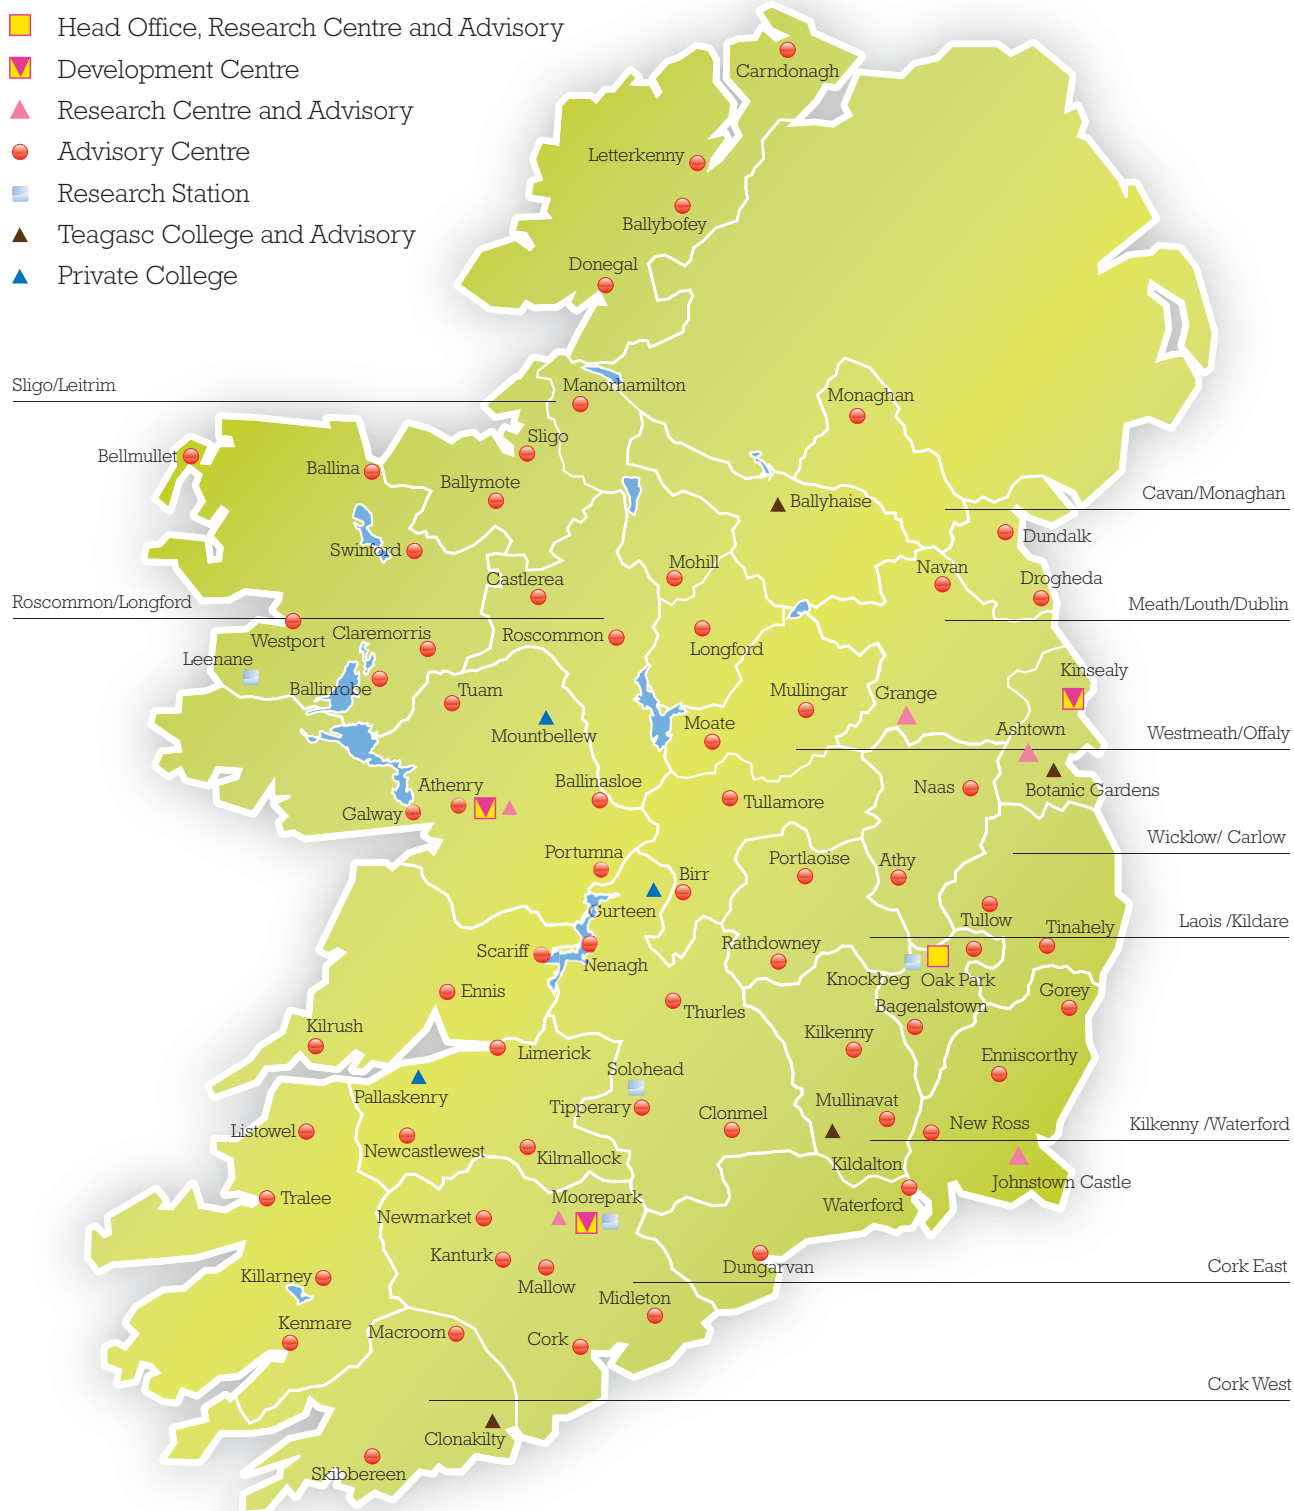 Head Office, Research Centre and Advisory
Development Centre
Research Centre and Advisory
Advisory Centre
Research Station
Teagasc College and Advisory
Private College
Carndonagh
Letterkenny
Ballybofey
Donegal
Sligo/Leitrim
Manorhamilton
Monaghan
Sligo
Bellmullet
Ballina
Ballymote
Ballyhaise
Cavan/Monaghan
Dundalk
Swinford
Mohill
Navan
Castlerea
Drogheda
Roscommon/Longford
Meath/Louth/Dublin
Westport
Claremorris
Roscommon
Longford
Leenane
Kinsealy
Ballinrobe
Tuam
Mullingar
Grange
Mountbellew
Moate
Ashtown
Westmeath/Offaly
Athenry
Ballinasloe
Tullamore
Naas
Botanic Gardens
Galway
Wicklow/ Carlow
Portumna
Portlaoise
Athy
Birr
Gurteen
Tullow
Laois /Kildare
Tinahely
Scariff
Nenagh
Rathdowney
Knockbeg
Oak Park
Ennis
Gorey
Thurles
Bagenalstown
Kilrush
Kilkenny
Limerick
Enniscorthy
Solohead
Pallaskenry
Tipperary
Clonmel
Mullinavat
New Ross
Kilkenny /Waterford
Listowel
Newcastlewest
Kilmallock
Kildalton
Johnstown Castle
Tralee
Moorepark
Waterford
Newmarket
Kanturk
Dungarvan
Cork East
Killarney
Mallow
Midleton
Kenmare
Macroom
Cork
Cork West
Clonakilty
Skibbereen